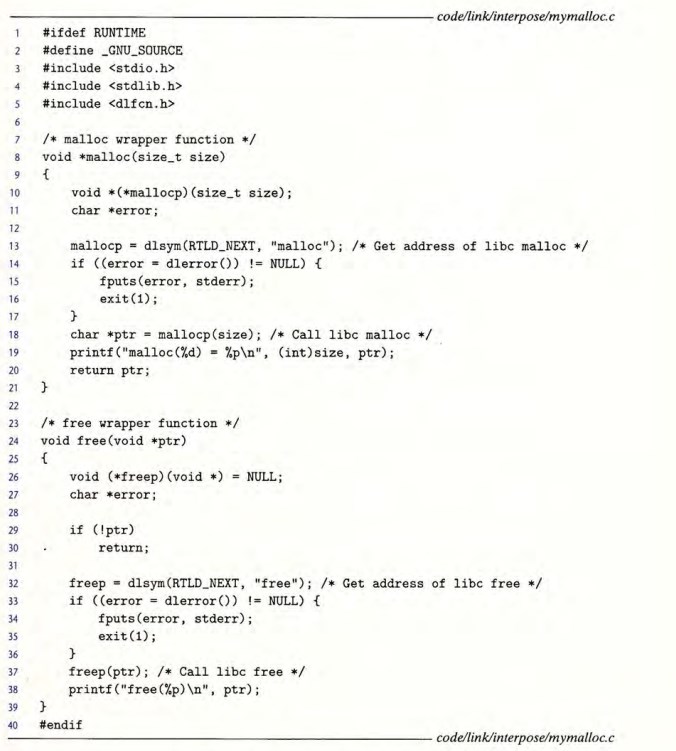 code/link/interpose/mymalloc.c
1 #ifdef RUNTIME
2 #define _GNU_SOURCE
3 #include <stdio.h>
4 #include <stdlib.h>
5 #include <dlfcn.h>
6
7 /* malloc wrapper function */
8 void *malloc(size_t size)
9 {
10     void *(*mallocp)(size_t size);
11     char *error;
12
13     mallocp = dlsym(RTLD_NEXT, "malloc"); /* Get address of libc malloc */
14     if ((error = dlerror()) != NULL) {
15         fputs(error, stderr);
16         exit(1);
17     }
18     char *ptr = mallocp(size); /* Call libc malloc */
19     printf("malloc(%d) = %p\n", (int)size, ptr);
20     return ptr;
21 }
22
23 /* free wrapper function */
24 void free(void *ptr)
25 {
26     void (*freep)(void *) = NULL;
27     char *error;
28
29     if (!ptr)
30         return;
31
32     freep = dlsym(RTLD_NEXT, "free"); /* Get address of libc free */
33     if ((error = dlerror()) != NULL) {
34         fputs(error, stderr);
35         exit(1);
36     }
37     freep(ptr); /* Call libc free */
38     printf("free(%p)\n", ptr);
39 }
40 #endif
code/link/interpose/mymalloc.c